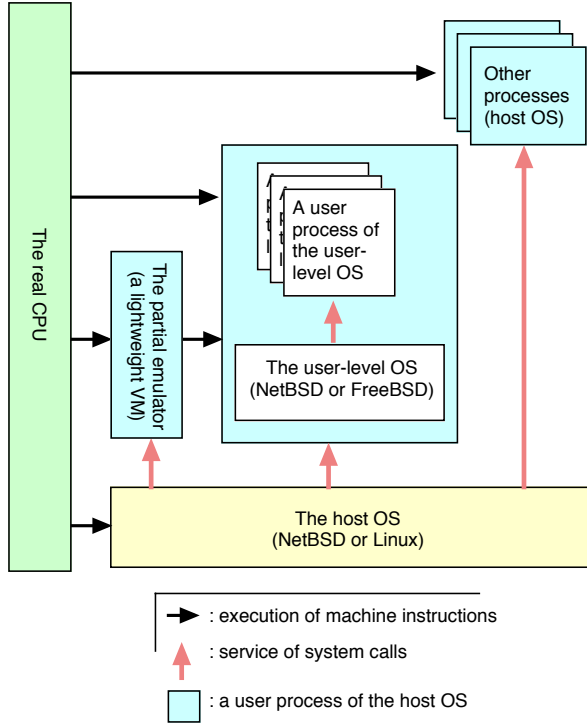 Other
processes
(host OS)
A user
process of
the user-
level OS
The real CPU
The partial emulator
(a lightweight VM)
The user-level OS
(NetBSD or FreeBSD)
The host OS
(NetBSD or Linux)
: execution of machine instructions
: service of system calls
: a user process of the host OS